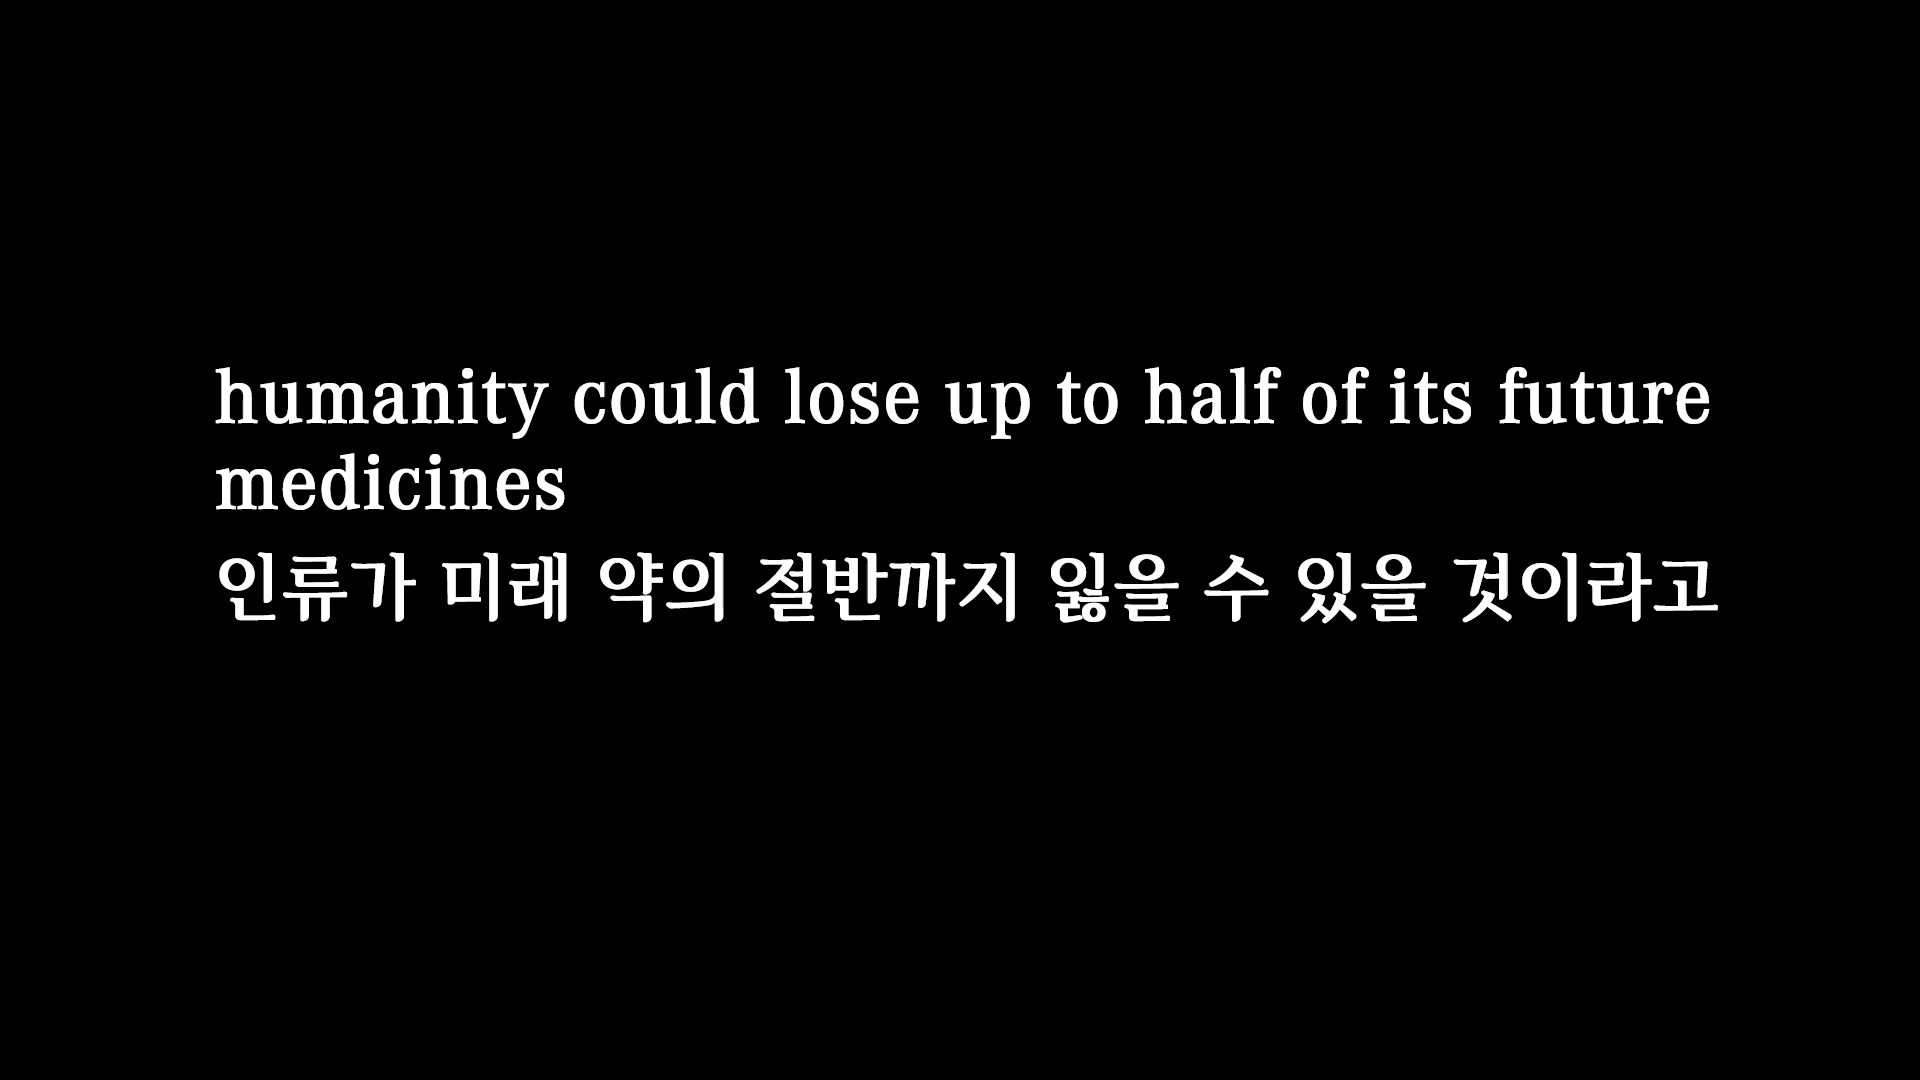 humanity could lose up to half of its future
medicines
인류가 미래 약의 절반까지 잃을 수 있을 것이라고